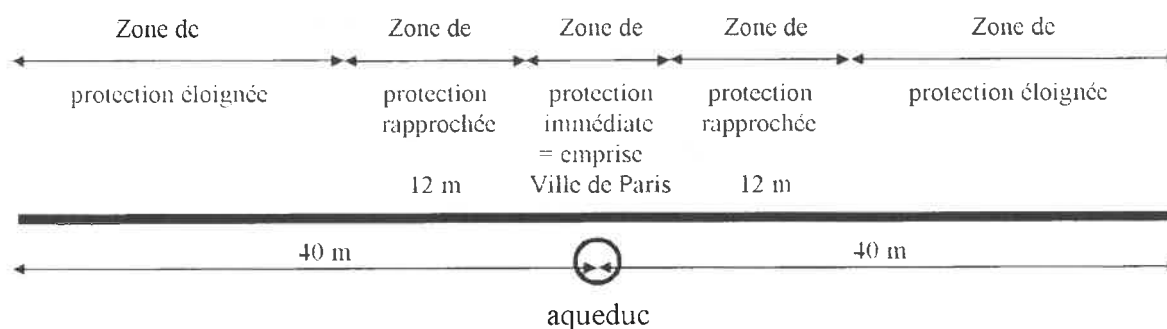 Zone de Zone de Zone de Zone de Zone de
protection éloignée protection protection protection protection éloignée
rapprochée immédiate rapprochée
= emprise
12 m Ville de Paris 12 m
40 m 40 m
aqueduc